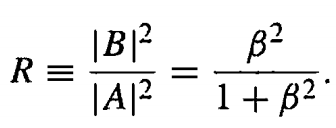 R ≡ |B|² / |A|² = β² / (1 + β²).